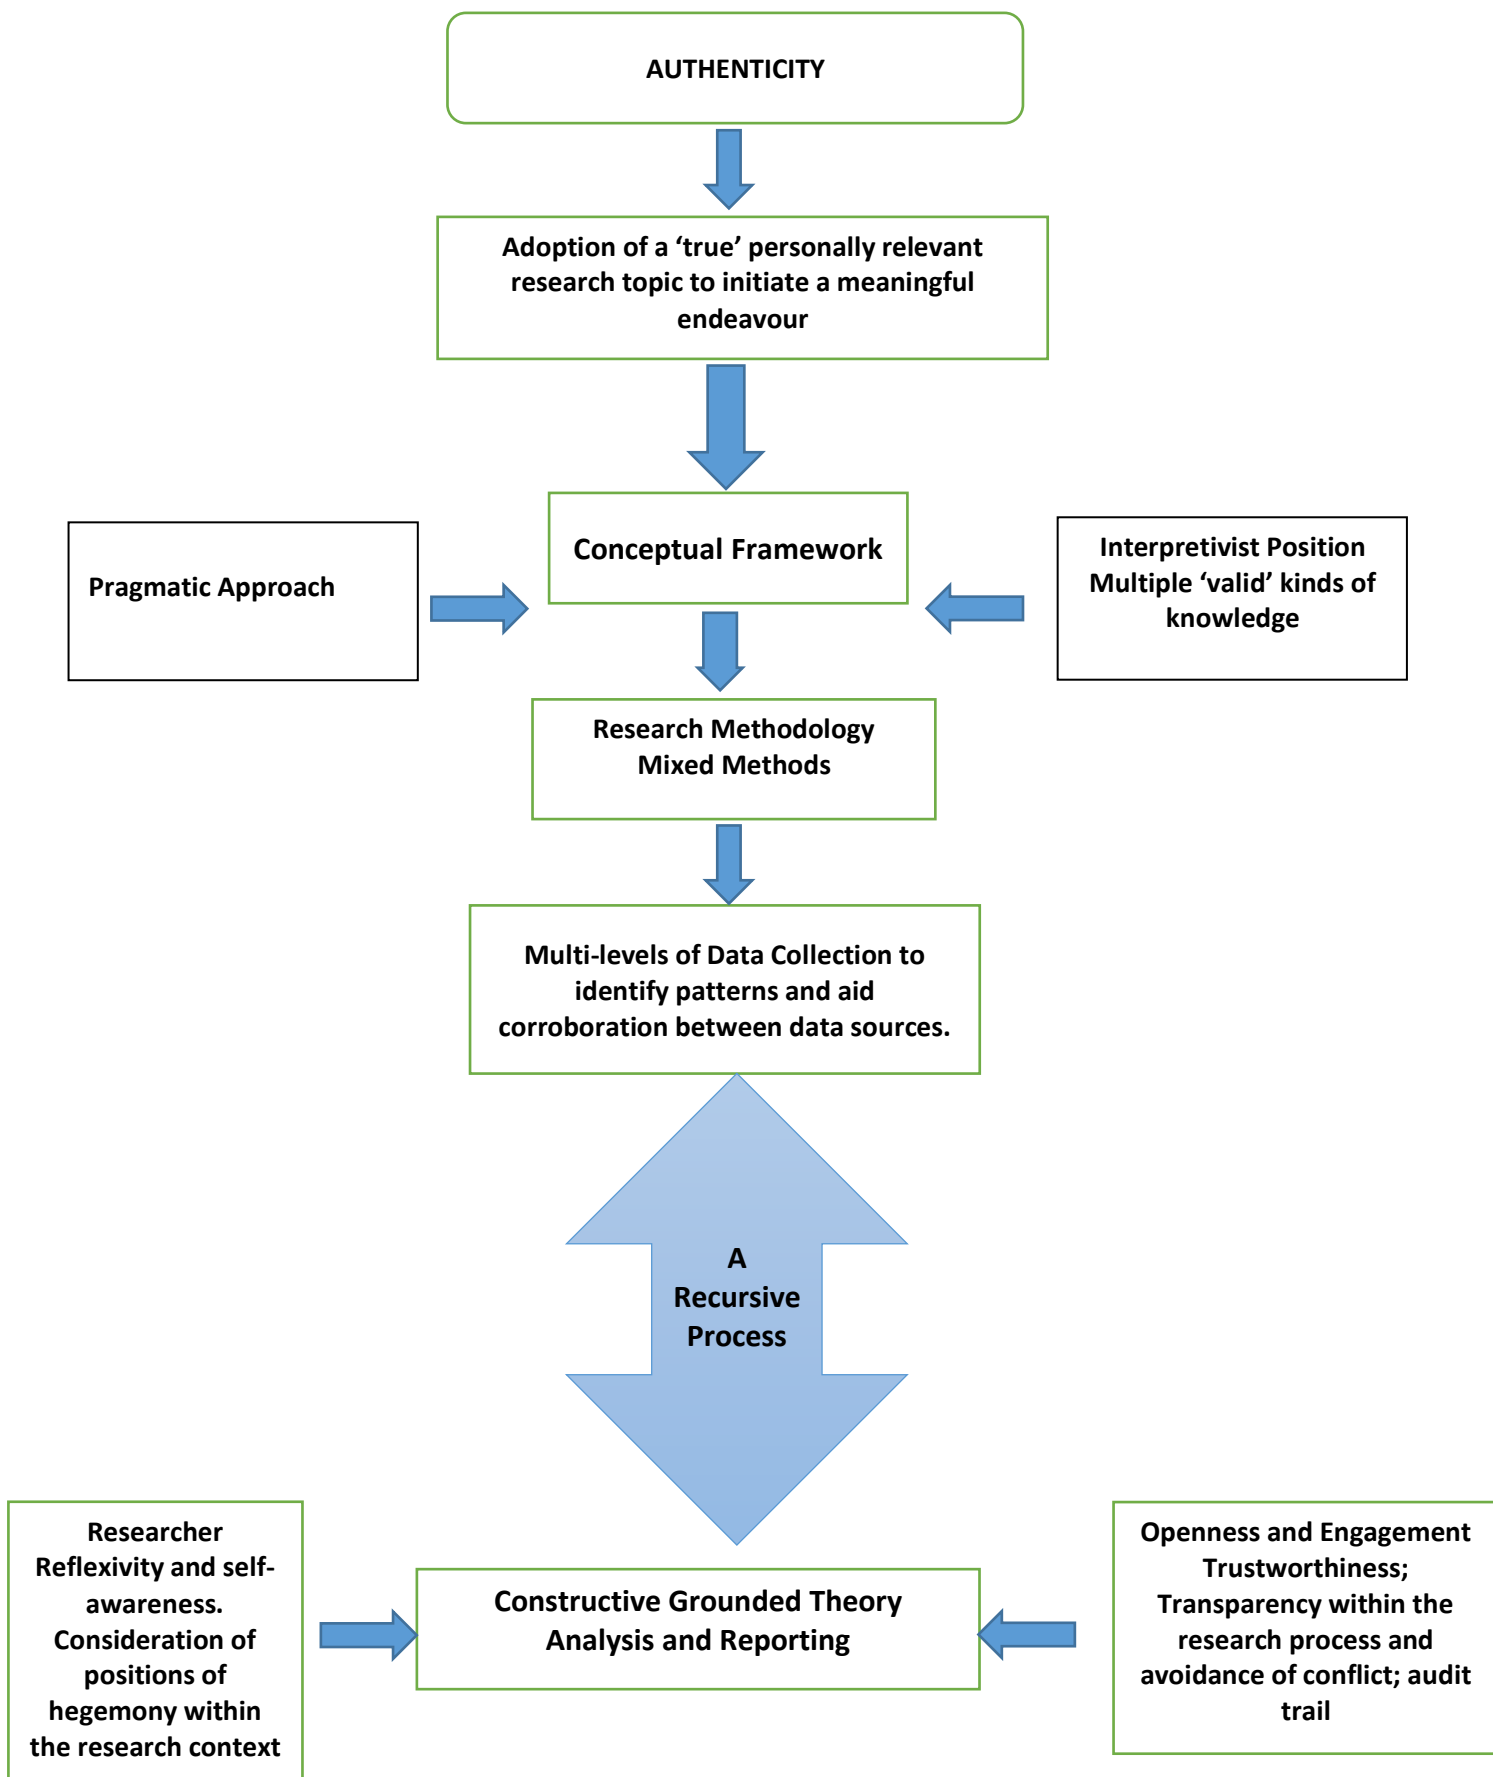 AUTHENTICITY
Adoption of a ‘true’ personally relevant
research topic to initiate a meaningful
endeavour
Conceptual Framework
Pragmatic Approach
Interpretivist Position
Multiple ‘valid’ kinds of
knowledge
Research Methodology
Mixed Methods
Multi-levels of Data Collection to
identify patterns and aid
corroboration between data sources.
A
Recursive
Process
Researcher
Reflexivity and self-
awareness.
Consideration of
positions of
hegemony within
the research context
Constructive Grounded Theory
Analysis and Reporting
Openness and Engagement
Trustworthiness;
Transparency within the
research process and
avoidance of conflict; audit
trail